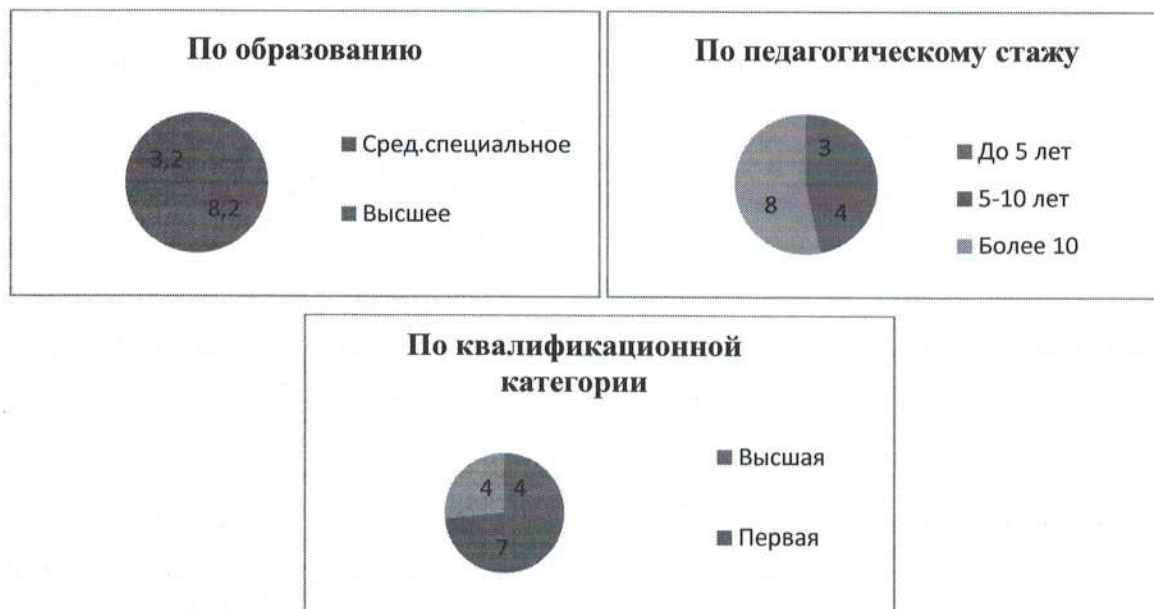 По образованию
3,2
8,2
Сред.специальное
Высшее
По педагогическому стажу
3
8
4
До 5 лет
5-10 лет
Более 10
По квалификационной
категории
4
4
7
Высшая
Первая